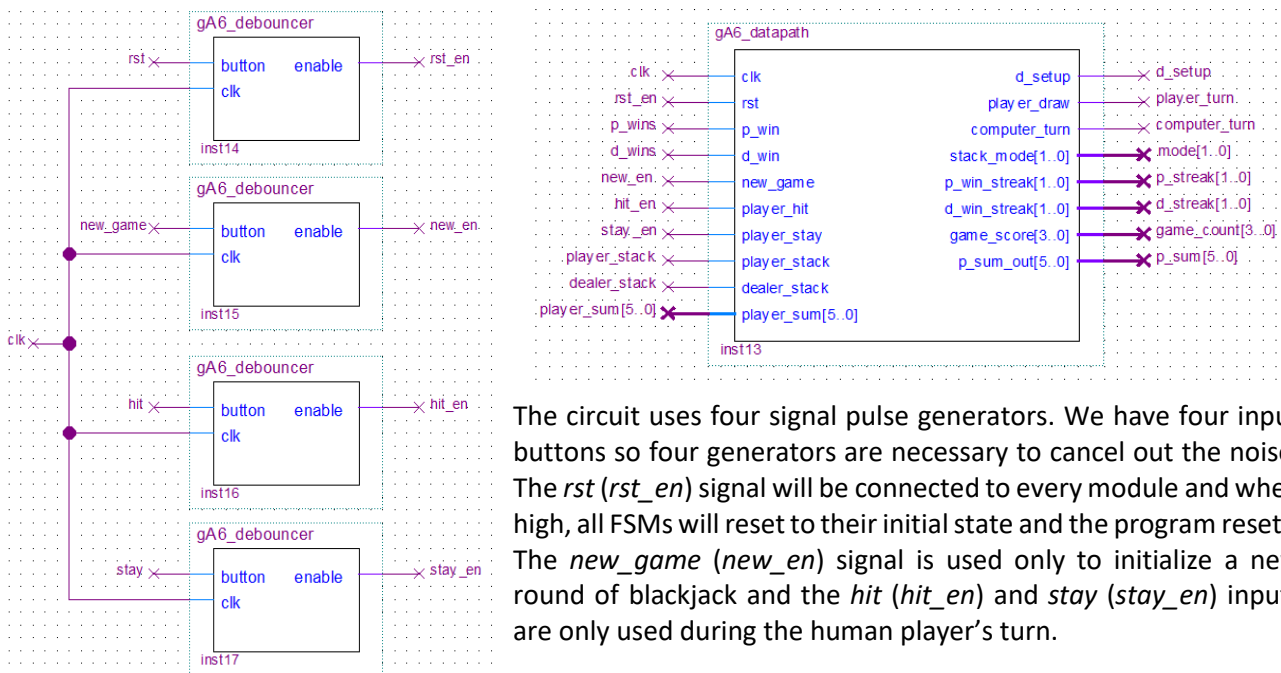 gA6_debouncer
rst
button enable
rst_en
clk
inst14
gA6_debouncer
new_game
button enable
new_en
clk
inst15
clk
gA6_debouncer
hit
button enable
hit_en
clk
inst16
gA6_debouncer
stay
button enable
stay_en
clk
inst17
gA6_datapath
clk clk d_setup d_setup
rst_en rst player_draw player_turn
p_wins p_win computer_turn computer_turn
d_wins d_win stack_mode[1..0] mode[1..0]
new_en new_game p_win_streak[1..0] p_streak[1..0]
hit_en player_hit d_win_streak[1..0] d_streak[1..0]
stay_en player_stay game_score[3..0] game_count[3..0]
player_stack player_stack p_sum_out[5..0] p_sum[5..0]
dealer_stack dealer_stack
player_sum[5..0] player_sum[5..0]
inst13
The circuit uses four signal pulse generators. We have four inpu
buttons so four generators are necessary to cancel out the noise
The rst (rst_en) signal will be connected to every module and whe
high, all FSMs will reset to their initial state and the program reset
The new_game (new_en) signal is used only to initialize a ne
round of blackjack and the hit (hit_en) and stay (stay_en) input
are only used during the human player's turn.